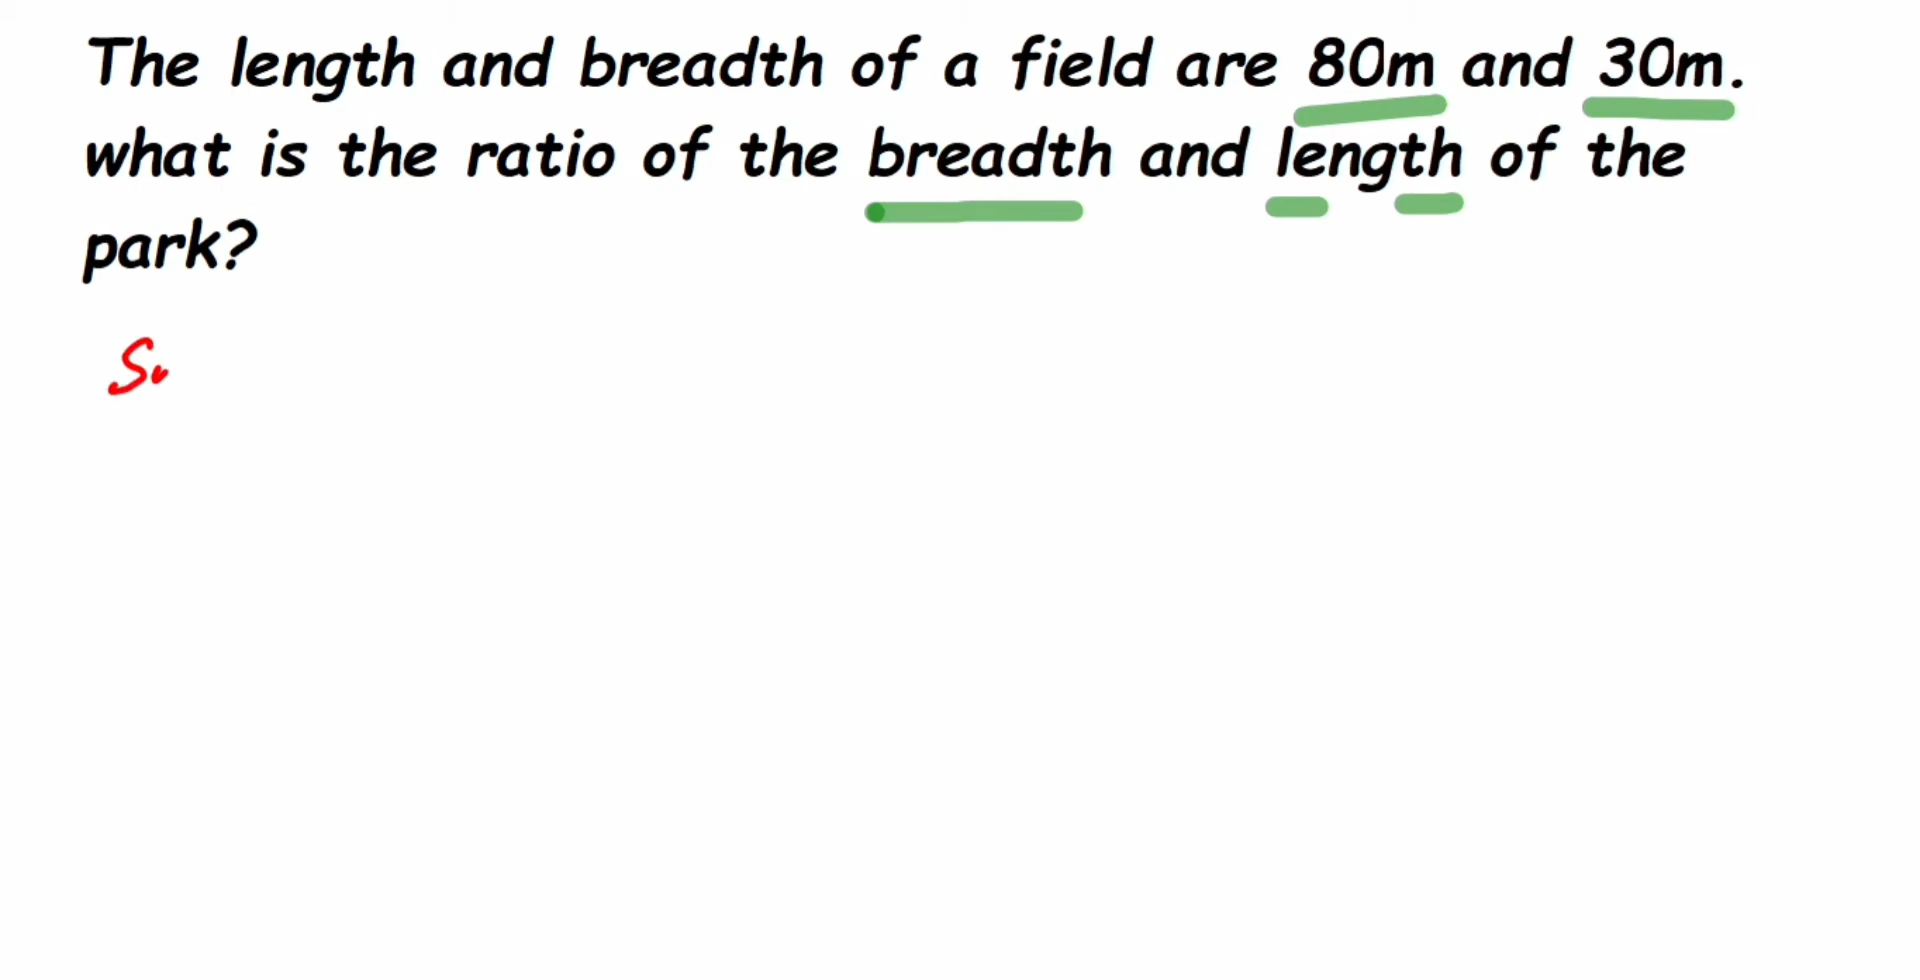 The length and breadth of a field are 80m and 30m.
what is the ratio of the breadth and length of the
park?